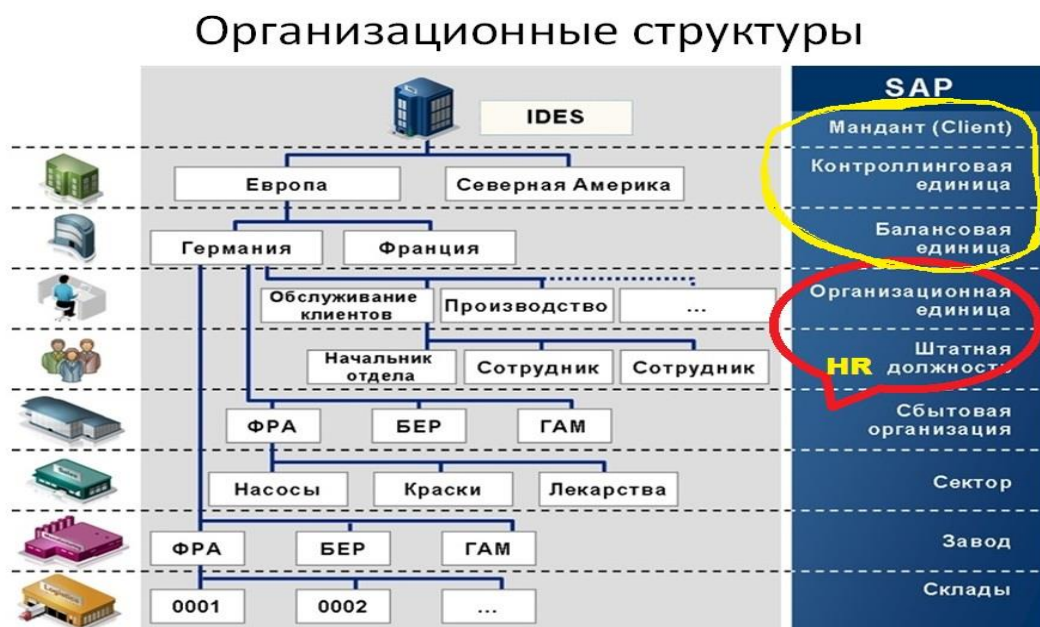 Организационные структуры
SAP
IDES
Мандант (Client)
Европа
Северная Америка
Контроллинговая
единица
Германия
Франция
Балансовая
единица
Обслуживание
клиентов
Производство
...
Организационная
единица
Начальник
отдела
Сотрудник
Сотрудник
HR
Штатная
должность
ФРА
БЕР
ГАМ
Сбытовая
организация
Насосы
Краски
Лекарства
Сектор
ФРА
БЕР
ГАМ
Завод
0001
0002
...
Склады